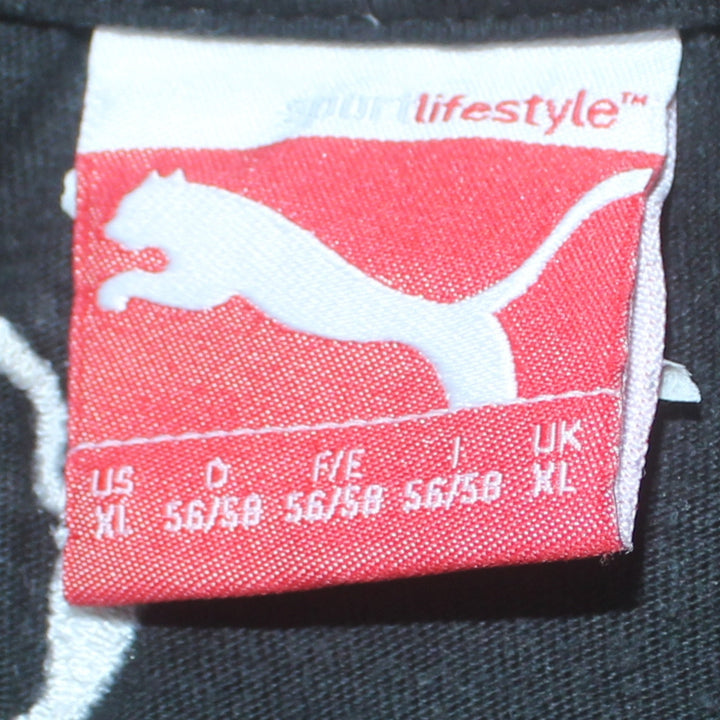 sportlifestyle™
US D F/E I UK
XL 56/58 56/58 56/58 XL